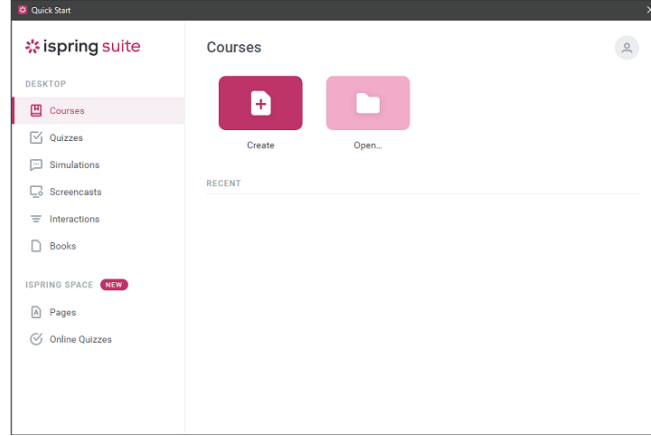 Quick Start
ispring suite
DESKTOP
Courses
Quizzes
Simulations
Screencasts
Interactions
Books
ISPRING SPACE NEW
Pages
Online Quizzes
Courses
Create
Open...
RECENT